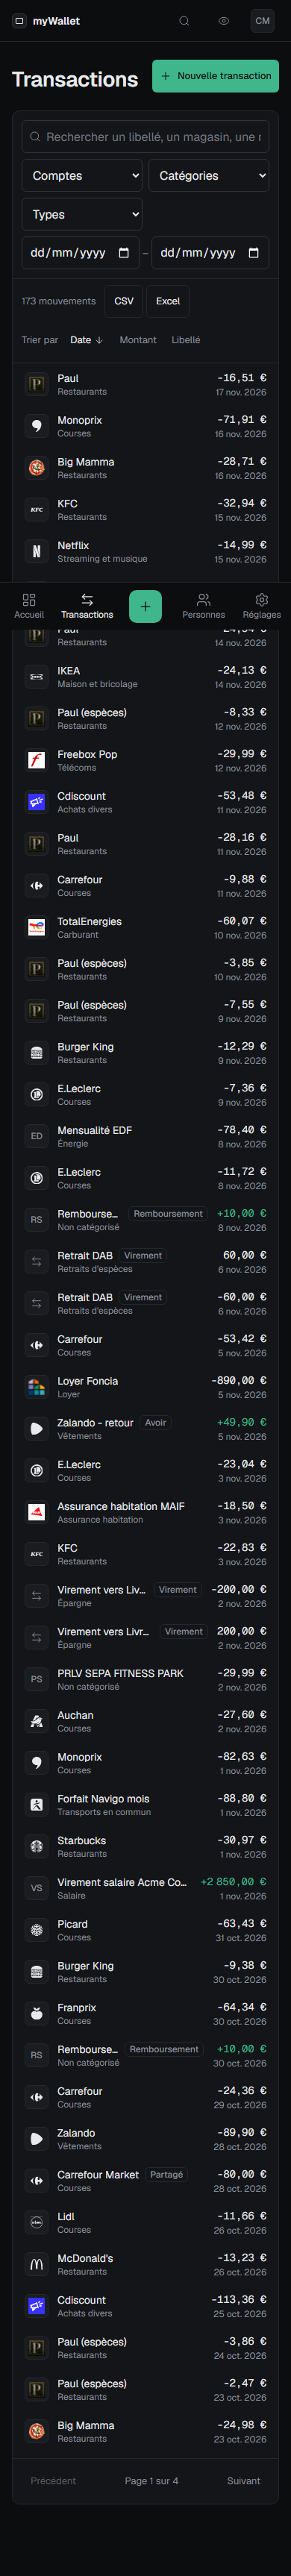 myWallet
CM
Transactions
+ Nouvelle transaction
Rechercher un libellé, un magasin, une r
Comptes
Catégories
Types
dd/mm/yyyy – dd/mm/yyyy
173 mouvements
CSV
Excel
Trier par Date ↓ Montant Libellé
Paul -16,51 €
Restaurants 17 nov. 2026
Monoprix -71,91 €
Courses 16 nov. 2026
Big Mamma -28,71 €
Restaurants 16 nov. 2026
KFC -32,94 €
Restaurants 15 nov. 2026
Netflix -14,99 €
Streaming et musique 15 nov. 2026
Accueil Transactions + Personnes Réglages
Paul
Restaurants 14 nov. 2026
IKEA -24,13 €
Maison et bricolage 14 nov. 2026
Paul (espèces) -8,33 €
Restaurants 12 nov. 2026
Freebox Pop -29,99 €
Télécoms 12 nov. 2026
Cdiscount -53,48 €
Achats divers 11 nov. 2026
Paul -28,16 €
Restaurants 11 nov. 2026
Carrefour -9,88 €
Courses 11 nov. 2026
TotalEnergies -60,07 €
Carburant 10 nov. 2026
Paul (espèces) -3,85 €
Restaurants 10 nov. 2026
Paul (espèces) -7,55 €
Restaurants 9 nov. 2026
Burger King -12,29 €
Restaurants 9 nov. 2026
E.Leclerc -7,36 €
Courses 9 nov. 2026
ED Mensualité EDF -78,40 €
Énergie 8 nov. 2026
E.Leclerc -11,72 €
Courses 8 nov. 2026
RS Rembourse... Remboursement +10,00 €
Non catégorisé 8 nov. 2026
Retrait DAB Virement 60,00 €
Retraits d'espèces 6 nov. 2026
Retrait DAB Virement -60,00 €
Retraits d'espèces 6 nov. 2026
Carrefour -53,42 €
Courses 5 nov. 2026
Loyer Foncia -890,00 €
Loyer 5 nov. 2026
Zalando - retour Avoir +49,90 €
Vêtements 5 nov. 2026
E.Leclerc -23,04 €
Courses 3 nov. 2026
Assurance habitation MAIF -18,50 €
Assurance habitation 3 nov. 2026
KFC -22,83 €
Restaurants 3 nov. 2026
Virement vers Liv... Virement -200,00 €
Épargne 2 nov. 2026
Virement vers Livr... Virement 200,00 €
Épargne 2 nov. 2026
PS PRLV SEPA FITNESS PARK -29,99 €
Non catégorisé 2 nov. 2026
Auchan -27,60 €
Courses 2 nov. 2026
Monoprix -82,63 €
Courses 1 nov. 2026
Forfait Navigo mois -88,80 €
Transports en commun 1 nov. 2026
Starbucks -30,97 €
Restaurants 1 nov. 2026
VS Virement salaire Acme Co... +2 850,00 €
Salaire 1 nov. 2026
Picard -63,43 €
Courses 31 oct. 2026
Burger King -9,38 €
Restaurants 30 oct. 2026
Franprix -64,34 €
Courses 30 oct. 2026
RS Rembourse... Remboursement +10,00 €
Non catégorisé 30 oct. 2026
Carrefour -24,36 €
Courses 29 oct. 2026
Zalando -89,90 €
Vêtements 28 oct. 2026
Carrefour Market Partagé -80,00 €
Courses 28 oct. 2026
Lidl -11,66 €
Courses 26 oct. 2026
McDonald's -13,23 €
Restaurants 26 oct. 2026
Cdiscount -113,36 €
Achats divers 25 oct. 2026
Paul (espèces) -3,86 €
Restaurants 24 oct. 2026
Paul (espèces) -2,47 €
Restaurants 23 oct. 2026
Big Mamma -24,98 €
Restaurants 23 oct. 2026
Précédent Page 1 sur 4 Suivant